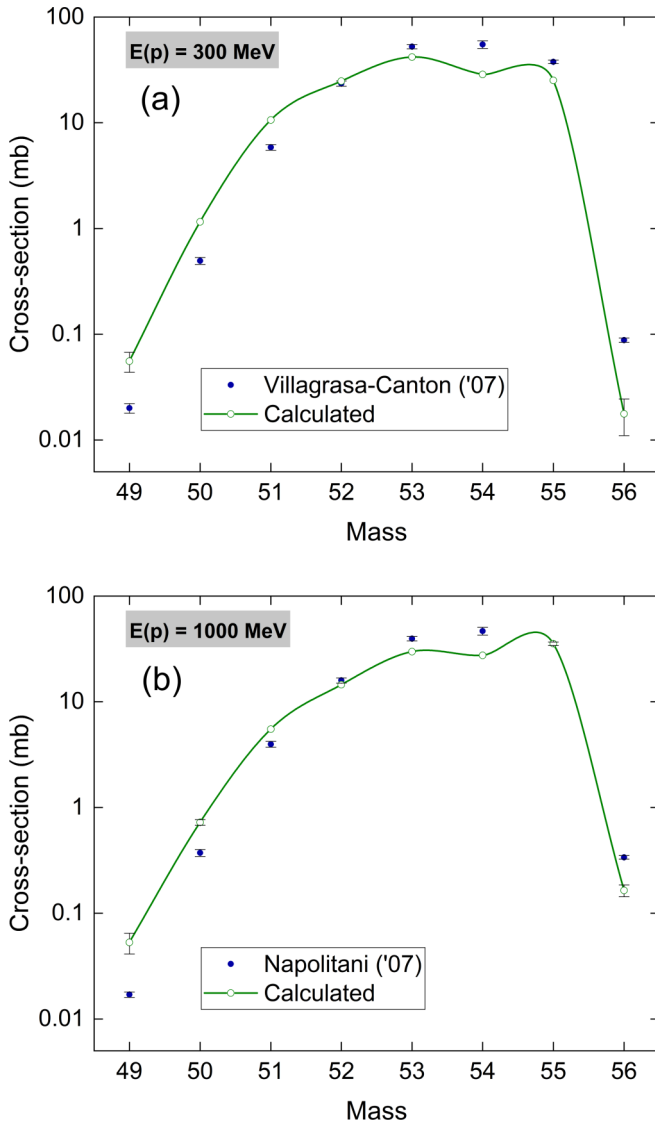 100
E(p) = 300 MeV
(a)
10
1
0.1
0.01
Cross-section (mb)
Villagrasa-Canton ('07)
Calculated
49 50 51 52 53 54 55 56
Mass
100
E(p) = 1000 MeV
(b)
10
1
0.1
0.01
Cross-section (mb)
Napolitani ('07)
Calculated
49 50 51 52 53 54 55 56
Mass